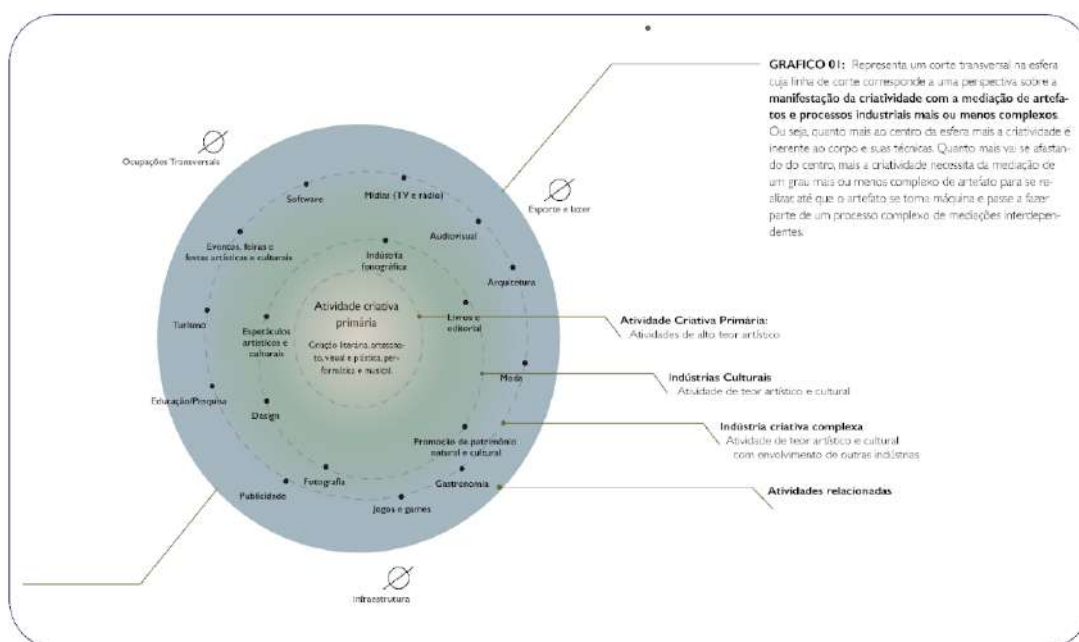 GRAFICO 01: Representa um corte transversal na esfera
cuja linha de corte corresponde a uma perspectiva sobre a
manifestação da criatividade com a mediação de artefa-
tos e processos industriais mais ou menos complexos.
Ou seja, quanto mais ao centro da esfera mais a criatividade é
inerente ao corpo e suas técnicas. Quanto mais vai se afastan-
do do centro, mais a criatividade necessita da mediação de
um grau mais ou menos complexo de artefato para se re-
alizar, até que o artefato se torna máquina e passe a fazer
parte de um processo complexo de mediações interdepen-
dentes.
Ocupações Transversais
Esporte e lazer
Software
Mídias (TV e rádio)
Audiovisual
Eventos, feiras e
festas artísticas e culturais
Indústria
fonográfica
Arquitetura
Turismo
Espetáculos
artísticos e
culturais
Atividade criativa
primária
Criação literária, artesana-
to, visual e plástica, per-
formática e musical.
Livros e
editorial
Moda
Educação/Pesquisa
Dasign
Promoção de patrimônio
natural e cultural
Fotografia
Publicidade
Gastronomia
Jogos e games
Infraestrutura
Atividade Criativa Primária:
Atividades de alto teor artístico
Indústrias Culturais
Atividade de teor artístico e cultural
Indústria criativa complexa
Atividade de teor artístico e cultural
com envolvimento de outras indústrias
Atividades relacionadas